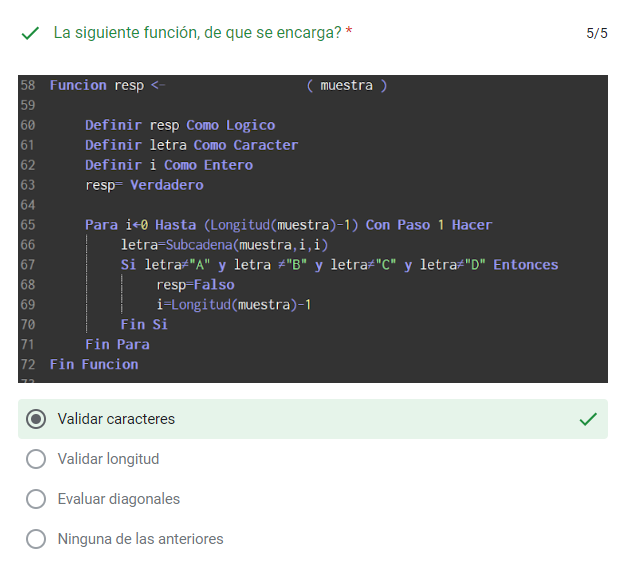 La siguiente función, de que se encarga? *
5/5
58 Funcion resp <- ( muestra )
59
60 Definir resp Como Logico
61 Definir letra Como Caracter
62 Definir i Como Entero
63 resp= Verdadero
64
65 Para i←0 Hasta (Longitud(muestra)-1) Con Paso 1 Hacer
66 letra=Subcadena(muestra,i,i)
67 Si letra≠"A" y letra ≠"B" y letra≠"C" y letra≠"D" Entonces
68 resp=Falso
69 i=Longitud(muestra)-1
70 Fin Si
71 Fin Para
72 Fin Funcion
73
Validar caracteres
Validar longitud
Evaluar diagonales
Ninguna de las anteriores